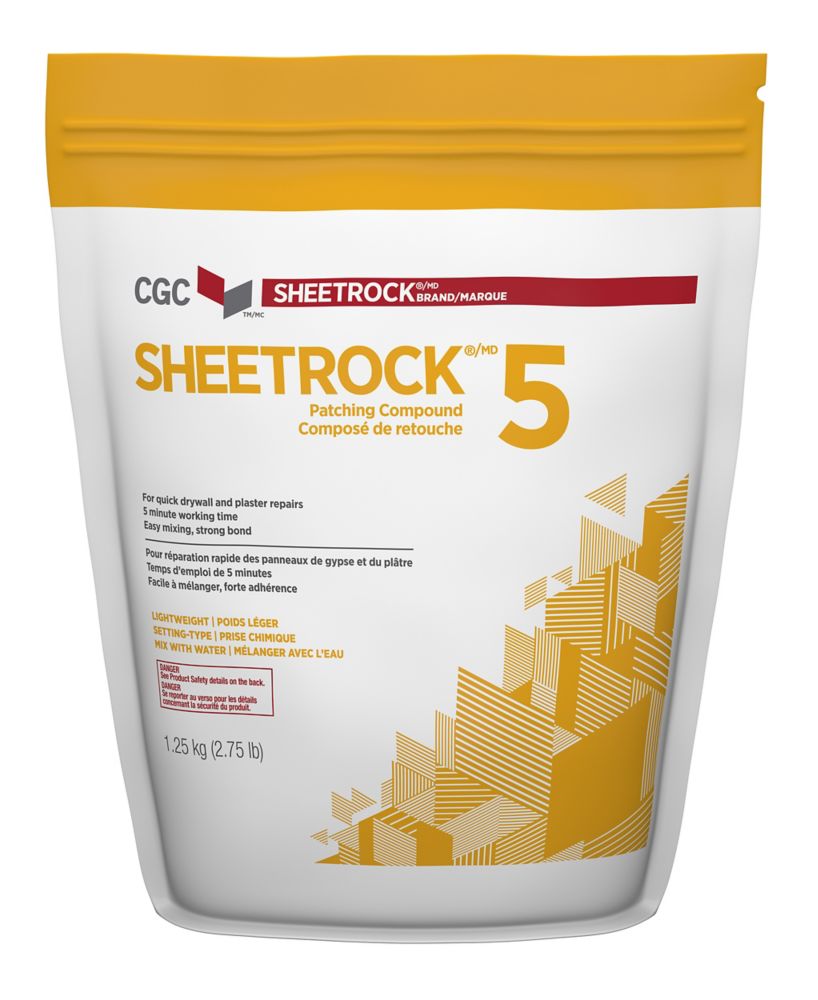 CGC
TM/MC
SHEETROCK®/MD BRAND/MARQUE
SHEETROCK®/MD 5
Patching Compound
Composé de retouche
For quick drywall and plaster repairs
5 minute working time
Easy mixing, strong bond
Pour réparation rapide des panneaux de gypse et du plâtre
Temps d'emploi de 5 minutes
Facile à mélanger, forte adhérence
LIGHTWEIGHT | POIDS LÉGER
SETTING-TYPE | PRISE CHIMIQUE
MIX WITH WATER | MÉLANGER AVEC L'EAU
DANGER
See Product Safety details on the back.
DANGER
Se reporter au verso pour les détails
concernant la sécurité du produit.
1.25 kg (2.75 lb)